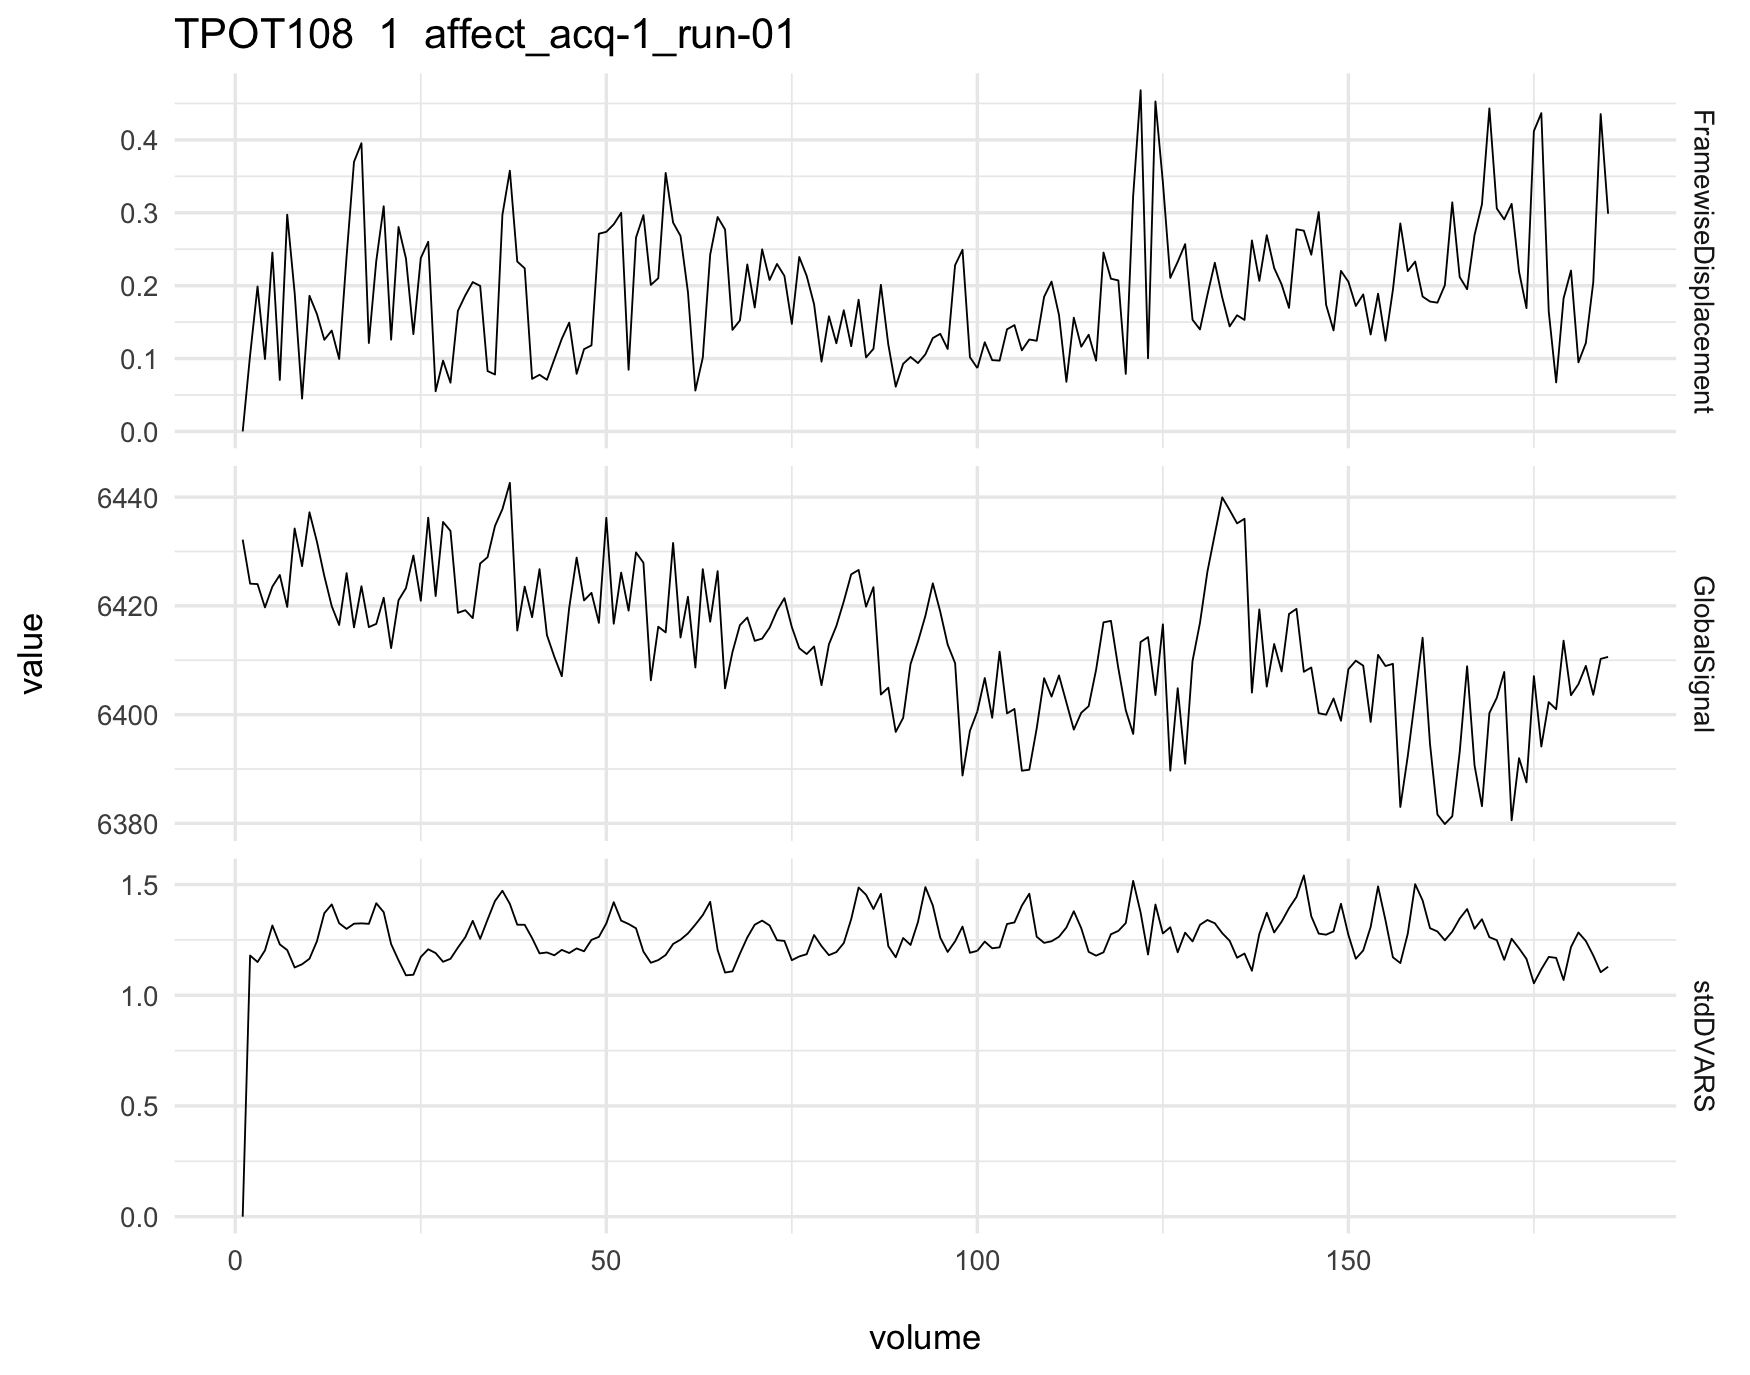 TPOT108 1 affect_acq-1_run-01
value
0.4
0.3
0.2
0.1
0.0
FramewiseDisplacement
6440
6420
6400
6380
GlobalSignal
1.5
1.0
0.5
0.0
stdDVARS
0 50 100 150
volume